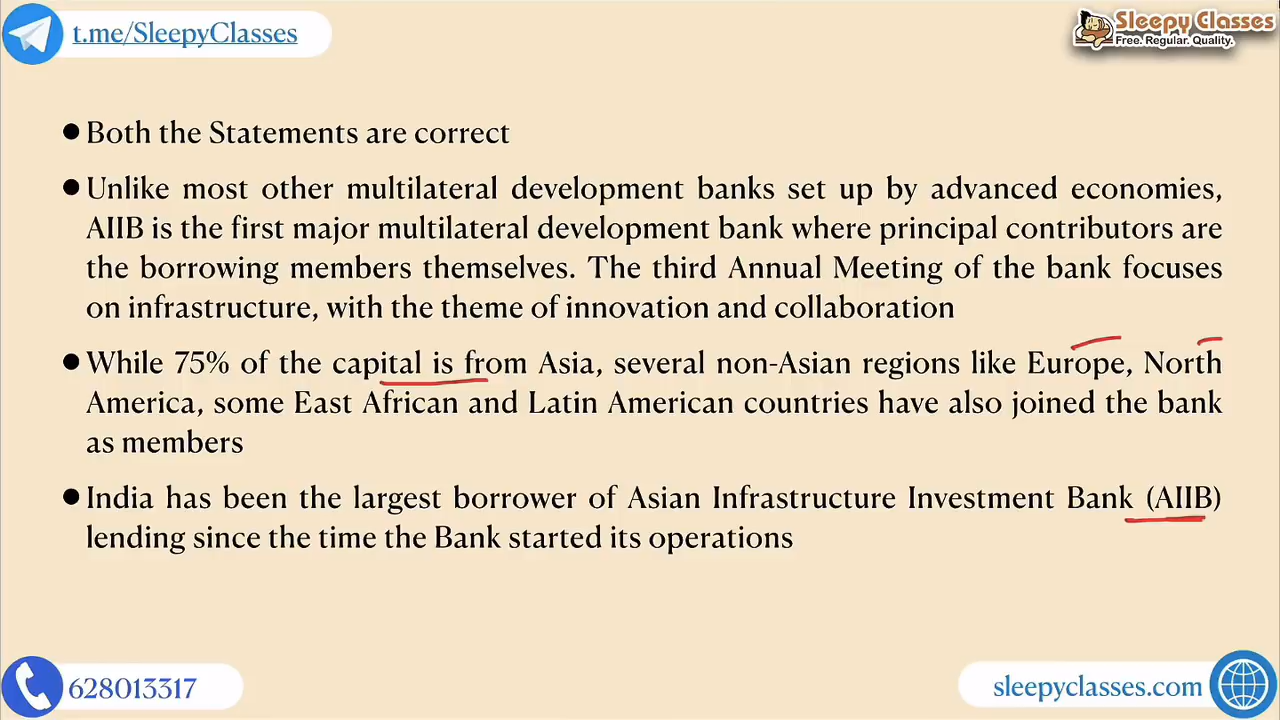 t.me/SleepyClasses
Sleepy Classes
Free. Regular. Quality.
● Both the Statements are correct
● Unlike most other multilateral development banks set up by advanced economies,
AIIB is the first major multilateral development bank where principal contributors are
the borrowing members themselves. The third Annual Meeting of the bank focuses
on infrastructure, with the theme of innovation and collaboration
● While 75% of the capital is from Asia, several non-Asian regions like Europe, North
America, some East African and Latin American countries have also joined the bank
as members
● India has been the largest borrower of Asian Infrastructure Investment Bank (AIIB)
lending since the time the Bank started its operations
628013317
sleepyclasses.com